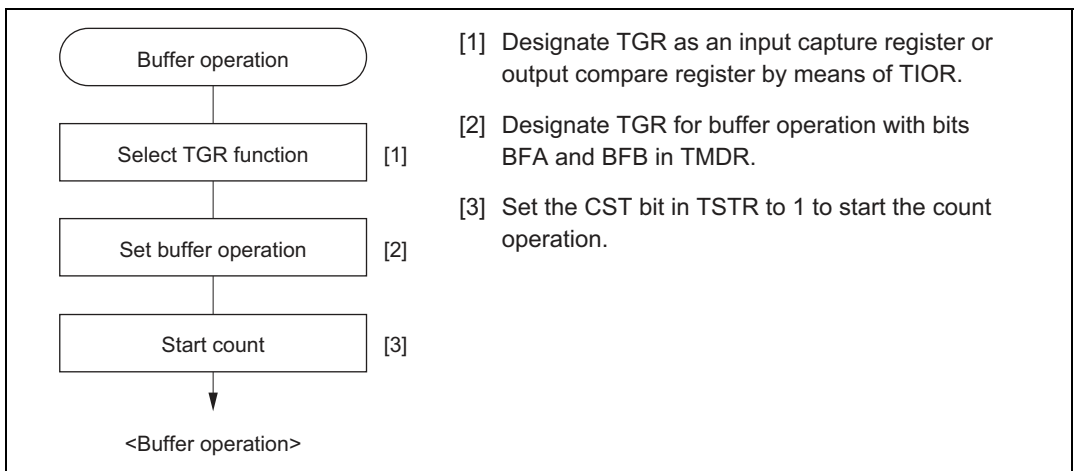 Buffer operation
Select TGR function
[1]
Set buffer operation
[2]
Start count
[3]
<Buffer operation>
[1] Designate TGR as an input capture register or
output compare register by means of TIOR.
[2] Designate TGR for buffer operation with bits
BFA and BFB in TMDR.
[3] Set the CST bit in TSTR to 1 to start the count
operation.